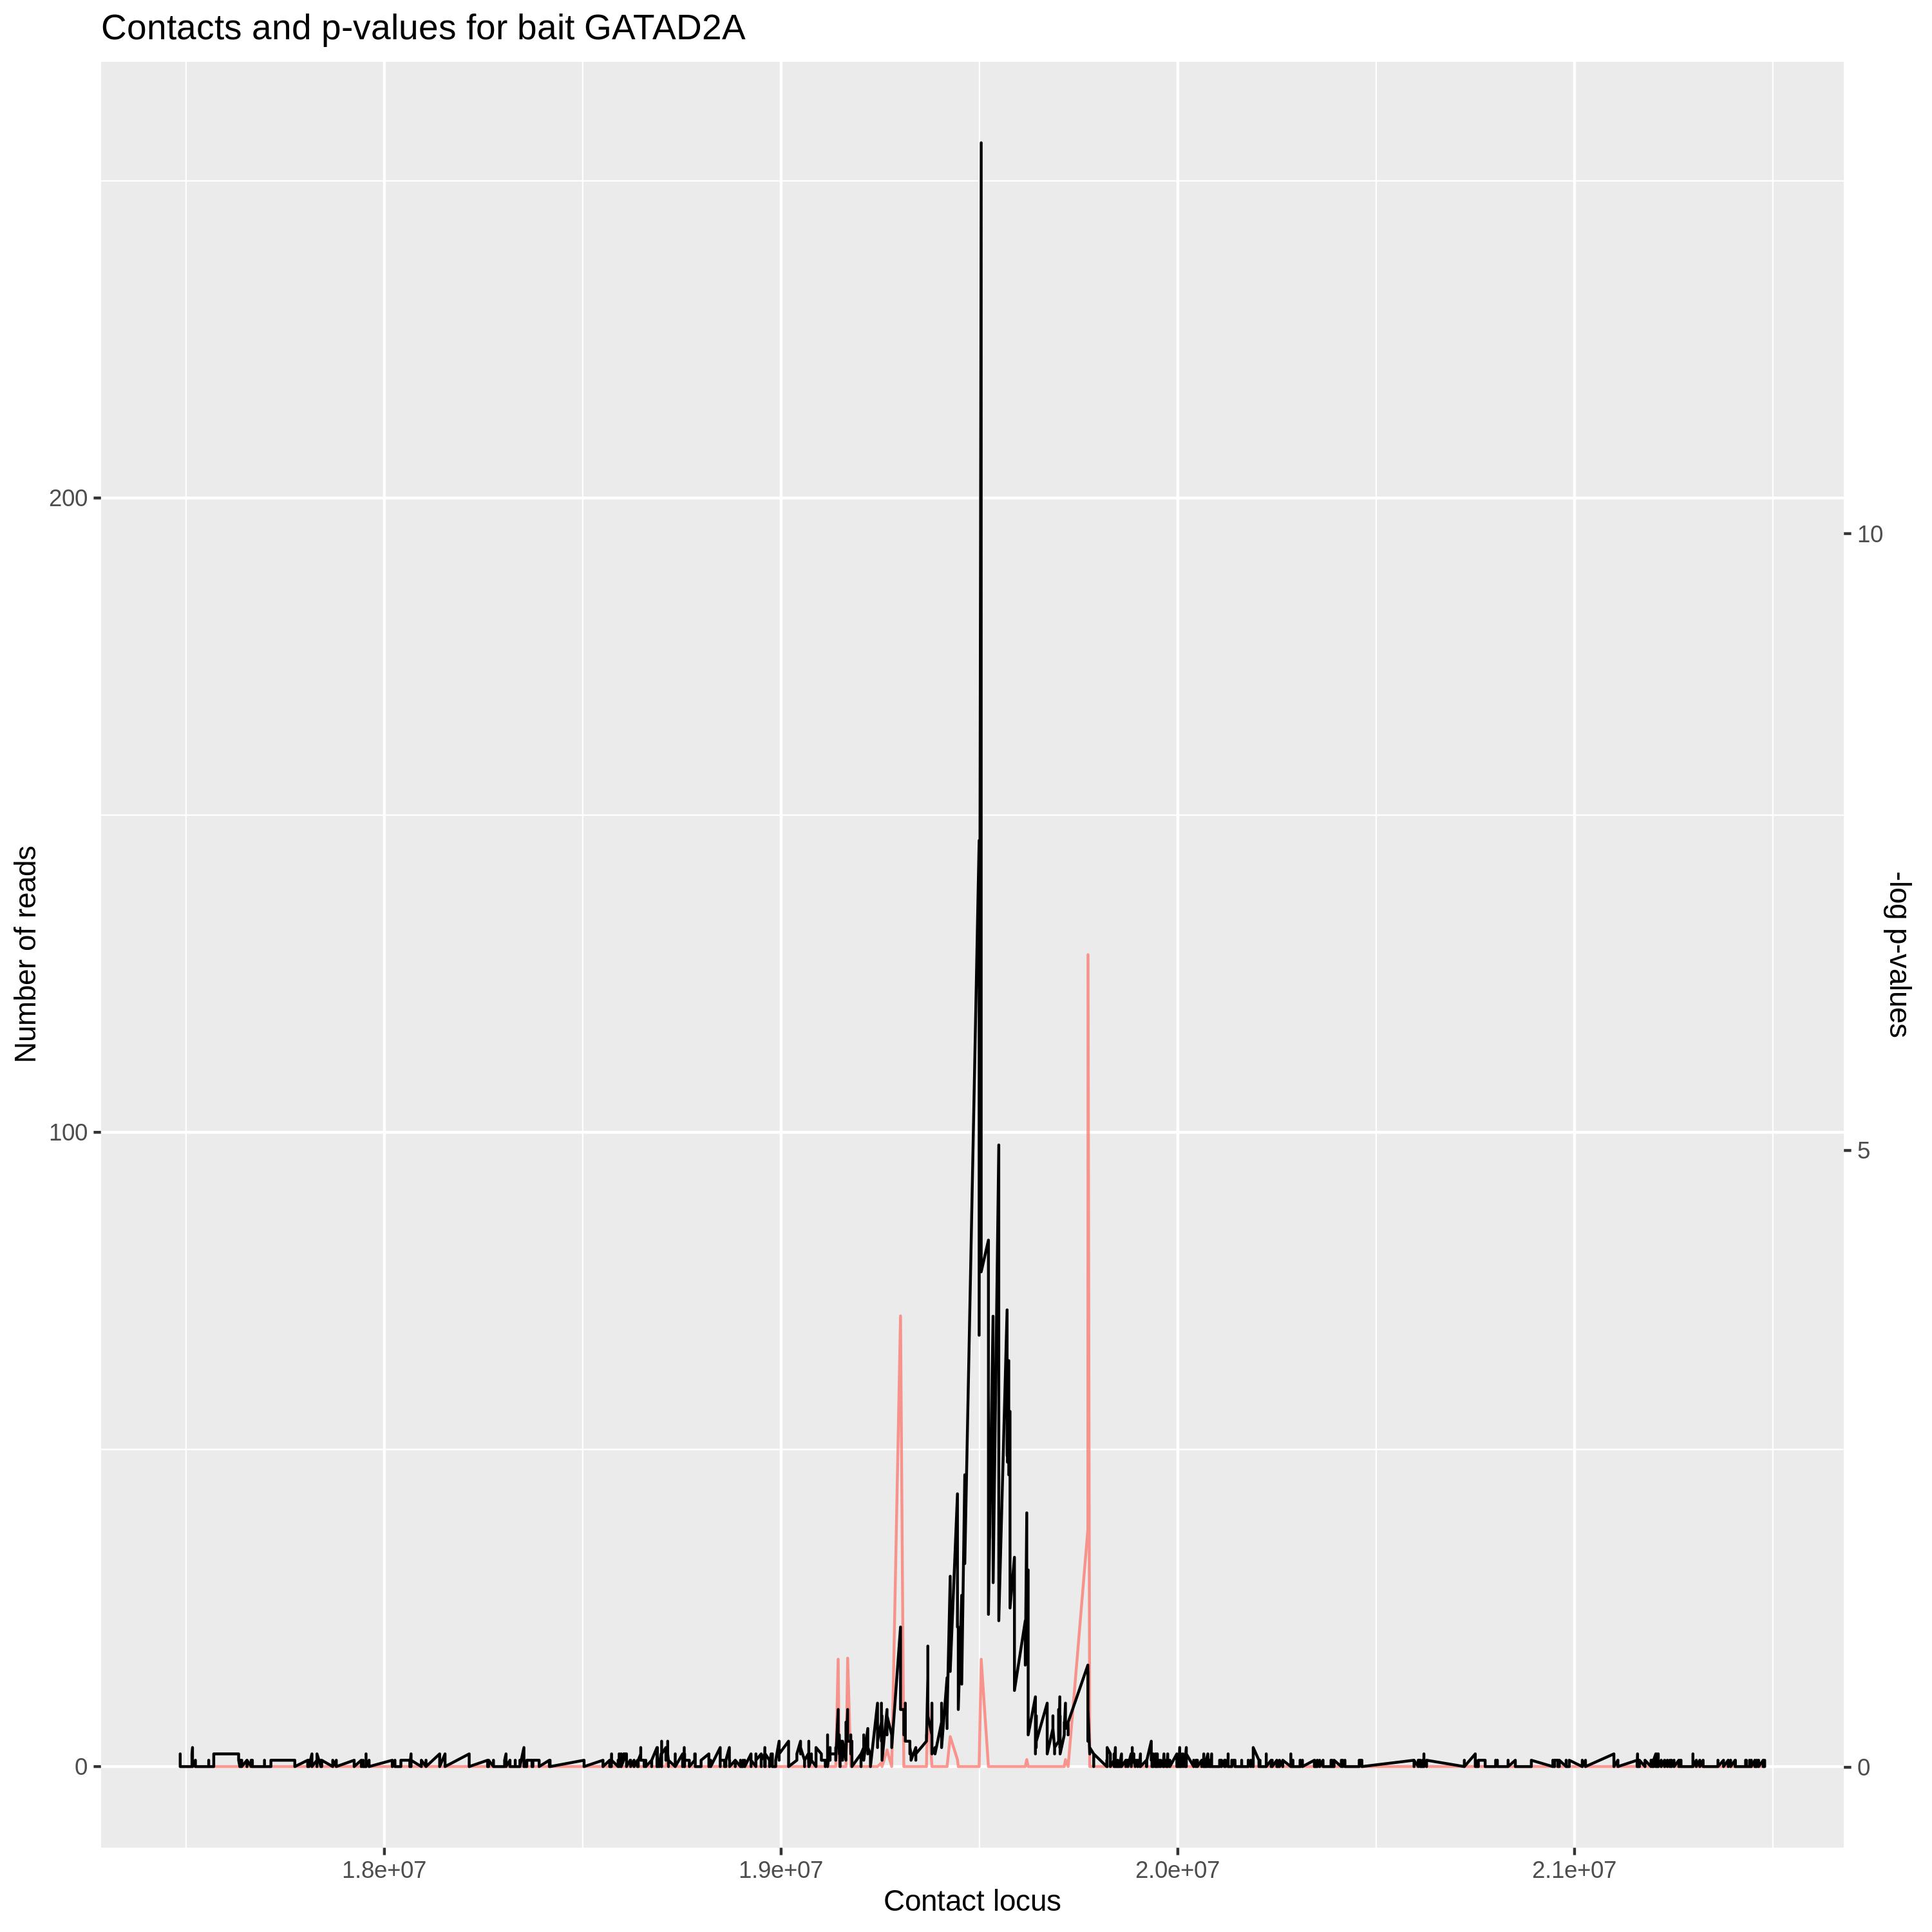 Contacts and p-values for bait GATAD2A
Number of reads
200
100
0
10
5
0
-log p-values
1.8e+07 1.9e+07 2.0e+07 2.1e+07
Contact locus